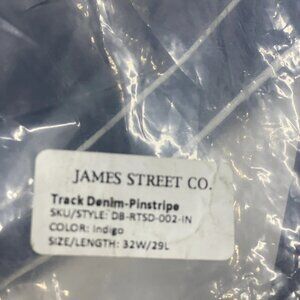 JAMES STREET CO.
Track Denim-Pinstripe
SKU/STYLE: DB-RTSD-002-IN
COLOR: Indigo
SIZE/LENGTH: 32W/29L